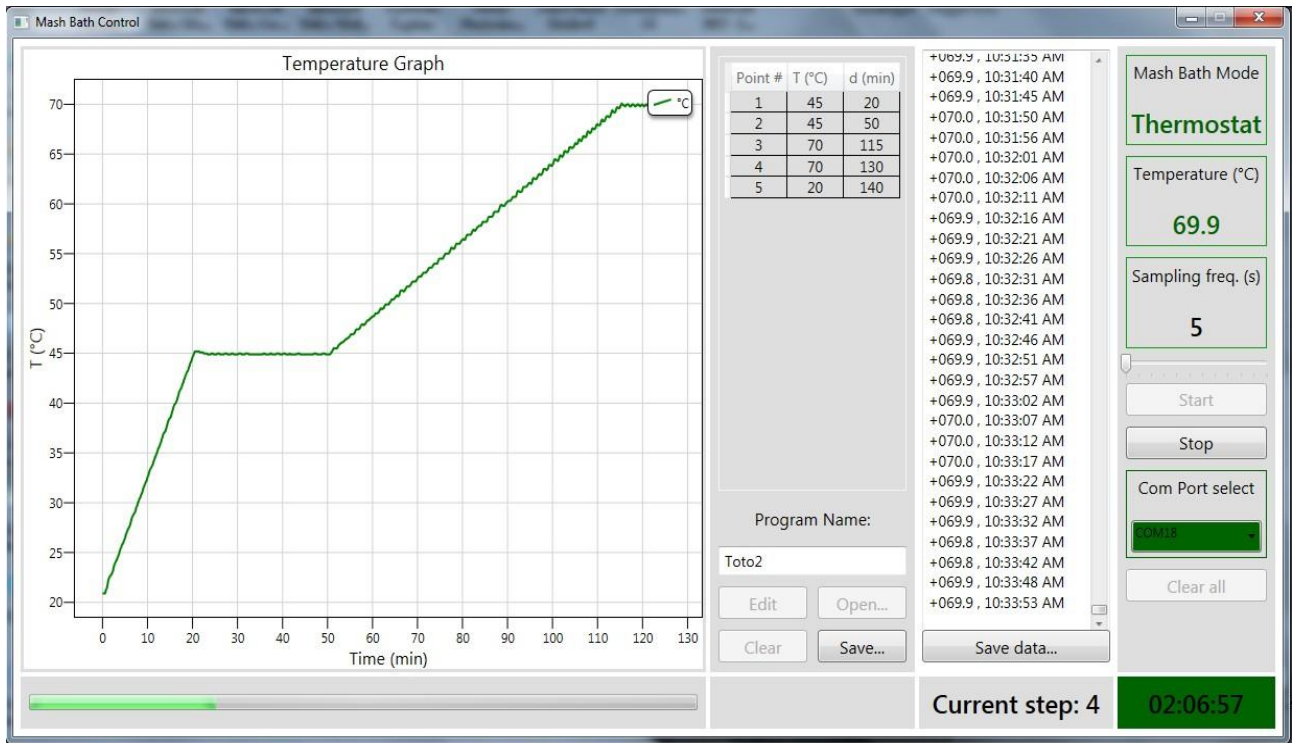 Mash Bath Control
Temperature Graph
°C
70
65
60
55
50
45
40
35
30
25
20
T (°C)
0 10 20 30 40 50 60 70 80 90 100 110 120 130
Time (min)
Point # T (°C) d (min)
1 45 20
2 45 50
3 70 115
4 70 130
5 20 140
Program Name:
Toto2
Edit Open...
Clear Save...
+069.9 , 10:31:35 AM
+069.9 , 10:31:40 AM
+069.9 , 10:31:45 AM
+070.0 , 10:31:50 AM
+070.0 , 10:31:56 AM
+070.0 , 10:32:01 AM
+070.0 , 10:32:06 AM
+070.0 , 10:32:11 AM
+069.9 , 10:32:16 AM
+069.9 , 10:32:21 AM
+069.9 , 10:32:26 AM
+069.8 , 10:32:31 AM
+069.8 , 10:32:36 AM
+069.8 , 10:32:41 AM
+069.9 , 10:32:46 AM
+069.9 , 10:32:51 AM
+069.9 , 10:32:57 AM
+069.9 , 10:33:02 AM
+070.0 , 10:33:07 AM
+070.0 , 10:33:12 AM
+070.0 , 10:33:17 AM
+069.9 , 10:33:22 AM
+069.9 , 10:33:27 AM
+069.9 , 10:33:32 AM
+069.8 , 10:33:37 AM
+069.8 , 10:33:42 AM
+069.9 , 10:33:48 AM
+069.9 , 10:33:53 AM
Save data...
Mash Bath Mode
Thermostat
Temperature (°C)
69.9
Sampling freq. (s)
5
Start
Stop
Com Port select
COM18
Clear all
Current step: 4
02:06:57